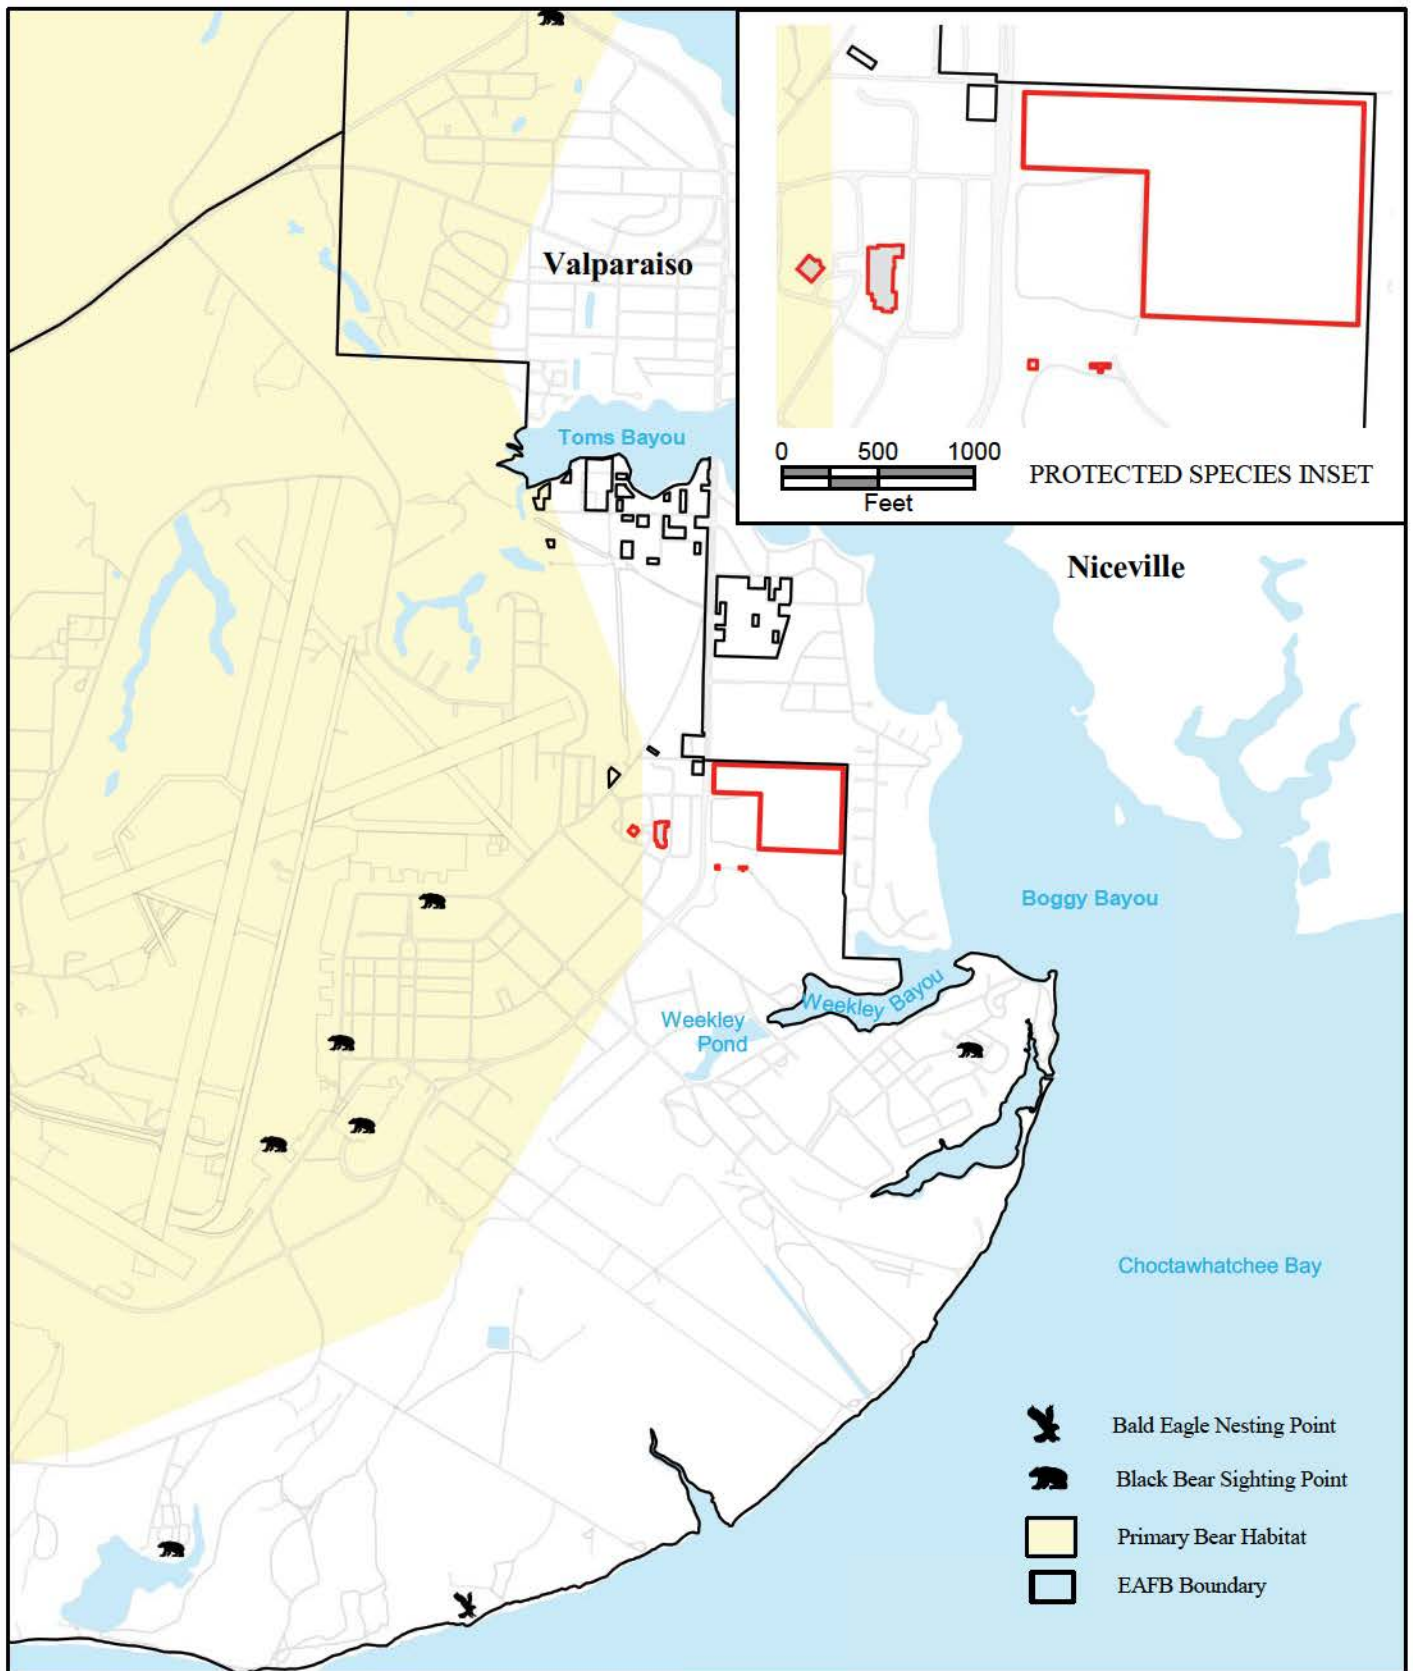 Valparaiso
Toms Bayou
0 500 1000
Feet
PROTECTED SPECIES INSET
Niceville
Boggy Bayou
Weekley Bayou
Weekley
Pond
Choctawhatchee Bay
Bald Eagle Nesting Point
Black Bear Sighting Point
Primary Bear Habitat
EAFB Boundary